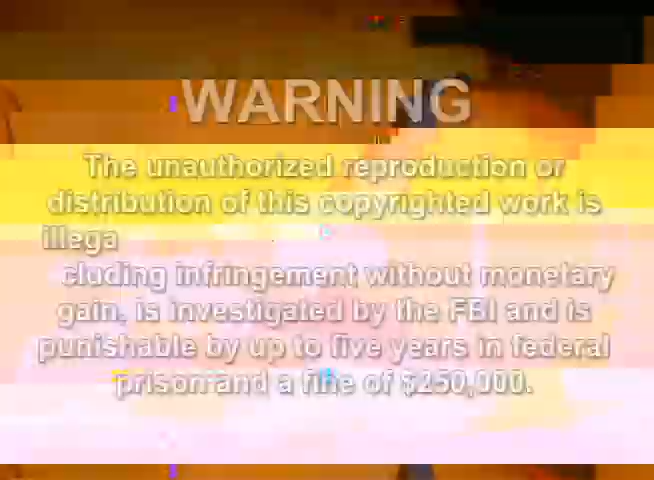 WARNING
The unauthorized reproduction or
distribution of this copyrighted work is
illega
cluding infringement without monetary
gain, is investigated by the FBI and is
punishable by up to five years in federal
prison and a fine of $250,000.